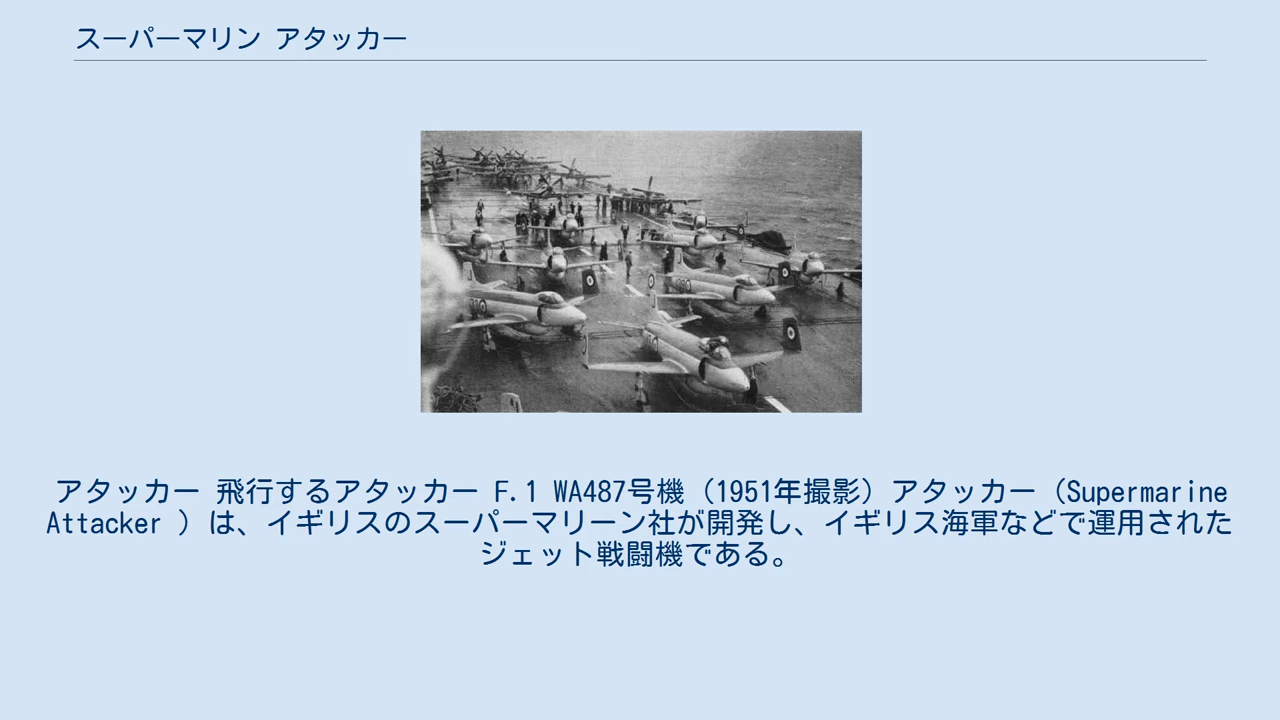 スーパーマリン アタッカー
アタッカー 飛行するアタッカー F.1 WA487号機（1951年撮影）アタッカー（Supermarine
Attacker ）は、イギリスのスーパーマリーン社が開発し、イギリス海軍などで運用された
ジェット戦闘機である。